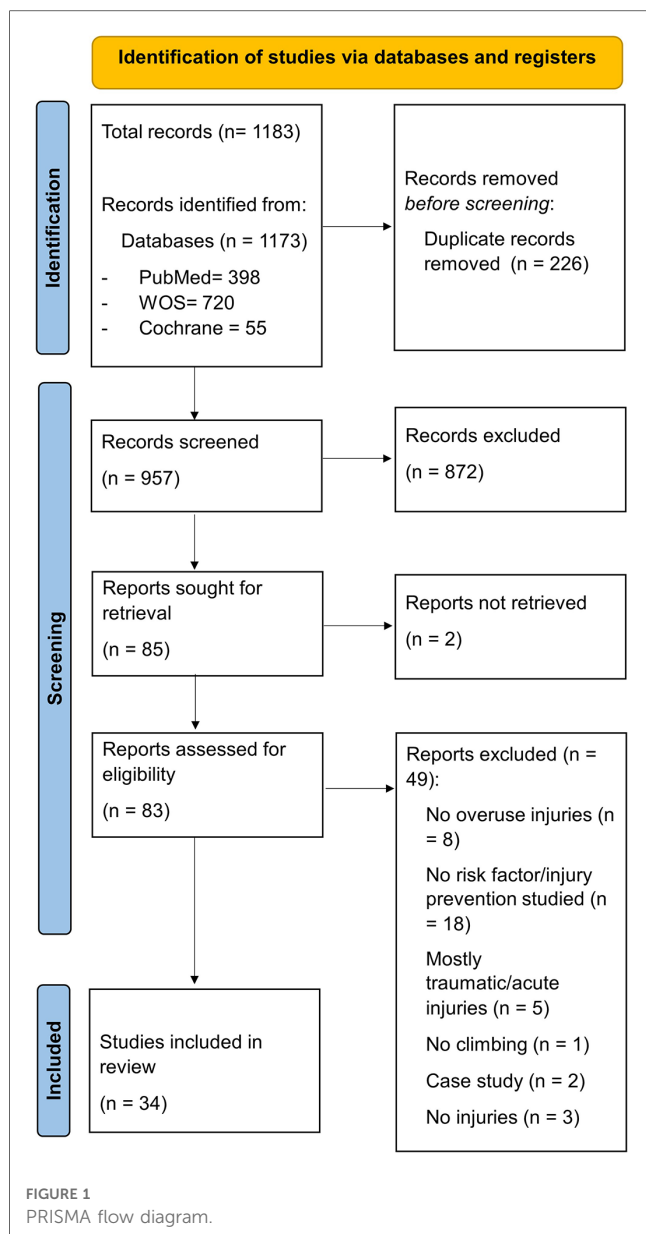 Identification of studies via databases and registers
Identification
Total records (n= 1183)
Records identified from:
Databases (n = 1173)
- PubMed= 398
- WOS= 720
- Cochrane = 55
Records removed
before screening:
Duplicate records
removed (n = 226)
Screening
Records screened
(n = 957)
Records excluded
(n = 872)
Reports sought for
retrieval
(n = 85)
Reports not retrieved
(n = 2)
Reports assessed for
eligibility
(n = 83)
Reports excluded (n =
49):
No overuse injuries (n
= 8)
No risk factor/injury
prevention studied (n
= 18)
Mostly
traumatic/acute
injuries (n = 5)
No climbing (n = 1)
Case study (n = 2)
No injuries (n = 3)
Included
Studies included in
review
(n = 34)
FIGURE 1
PRISMA flow diagram.